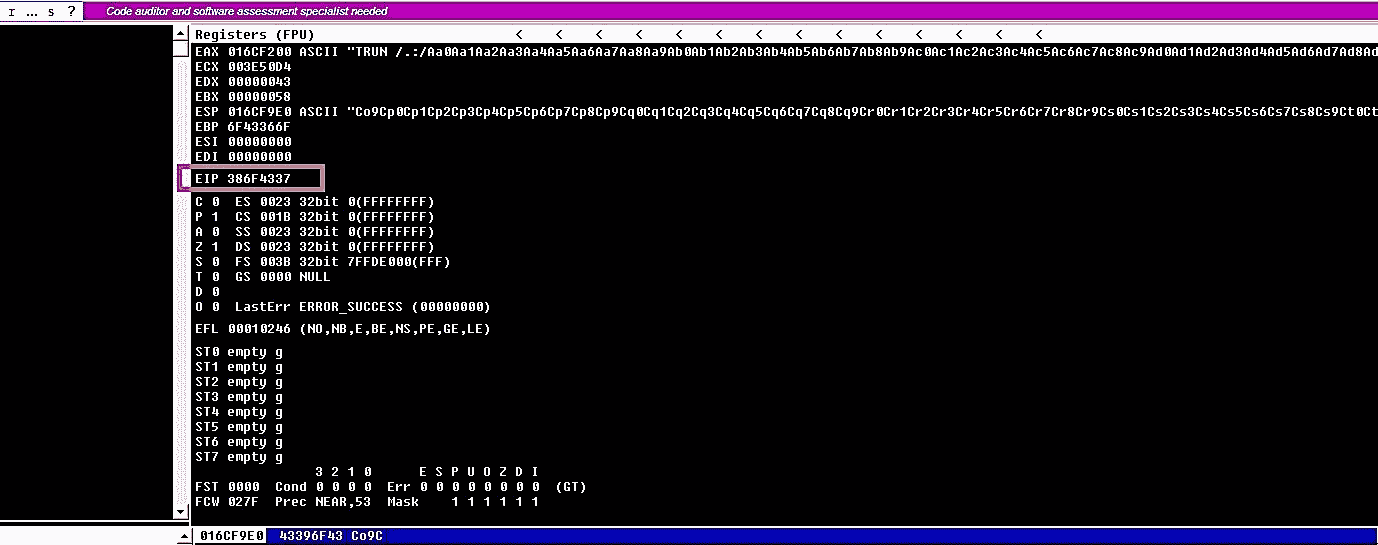 r ... s ? Code auditor and software assessment specialist needed
Registers (FPU) < < < < < < < < < < < < < <
EAX 016CF200 ASCII "TRUN /.:/Aa0Aa1Aa2Aa3Aa4Aa5Aa6Aa7Aa8Aa9Ab0Ab1Ab2Ab3Ab4Ab5Ab6Ab7Ab8Ab9Ac0Ac1Ac2Ac3Ac4Ac5Ac6Ac7Ac8Ac9Ad0Ad1Ad2Ad3Ad4Ad5Ad6Ad7Ad8Ad
ECX 003E50D4
EDX 00000043
EBX 00000058
ESP 016CF9E0 ASCII "Co9Cp0Cp1Cp2Cp3Cp4Cp5Cp6Cp7Cp8Cp9Cq0Cq1Cq2Cq3Cq4Cq5Cq6Cq7Cq8Cq9Cr0Cr1Cr2Cr3Cr4Cr5Cr6Cr7Cr8Cr9Cs0Cs1Cs2Cs3Cs4Cs5Cs6Cs7Cs8Cs9Ct0Ct
EBP 6F43366F
ESI 00000000
EDI 00000000
EIP 386F4337
C 0 ES 0023 32bit 0(FFFFFFFF)
P 1 CS 001B 32bit 0(FFFFFFFF)
A 0 SS 0023 32bit 0(FFFFFFFF)
Z 1 DS 0023 32bit 0(FFFFFFFF)
S 0 FS 003B 32bit 7FFDE000(FFF)
T 0 GS 0000 NULL
D 0
O 0 LastErr ERROR_SUCCESS (00000000)
EFL 00010246 (NO,NB,E,BE,NS,PE,GE,LE)
ST0 empty g
ST1 empty g
ST2 empty g
ST3 empty g
ST4 empty g
ST5 empty g
ST6 empty g
ST7 empty g
3 2 1 0 E S P U O Z D I
FST 0000 Cond 0 0 0 0 Err 0 0 0 0 0 0 0 0 (GT)
FCW 027F Prec NEAR,53 Mask 1 1 1 1 1 1
016CF9E0 43396F43 Co9C